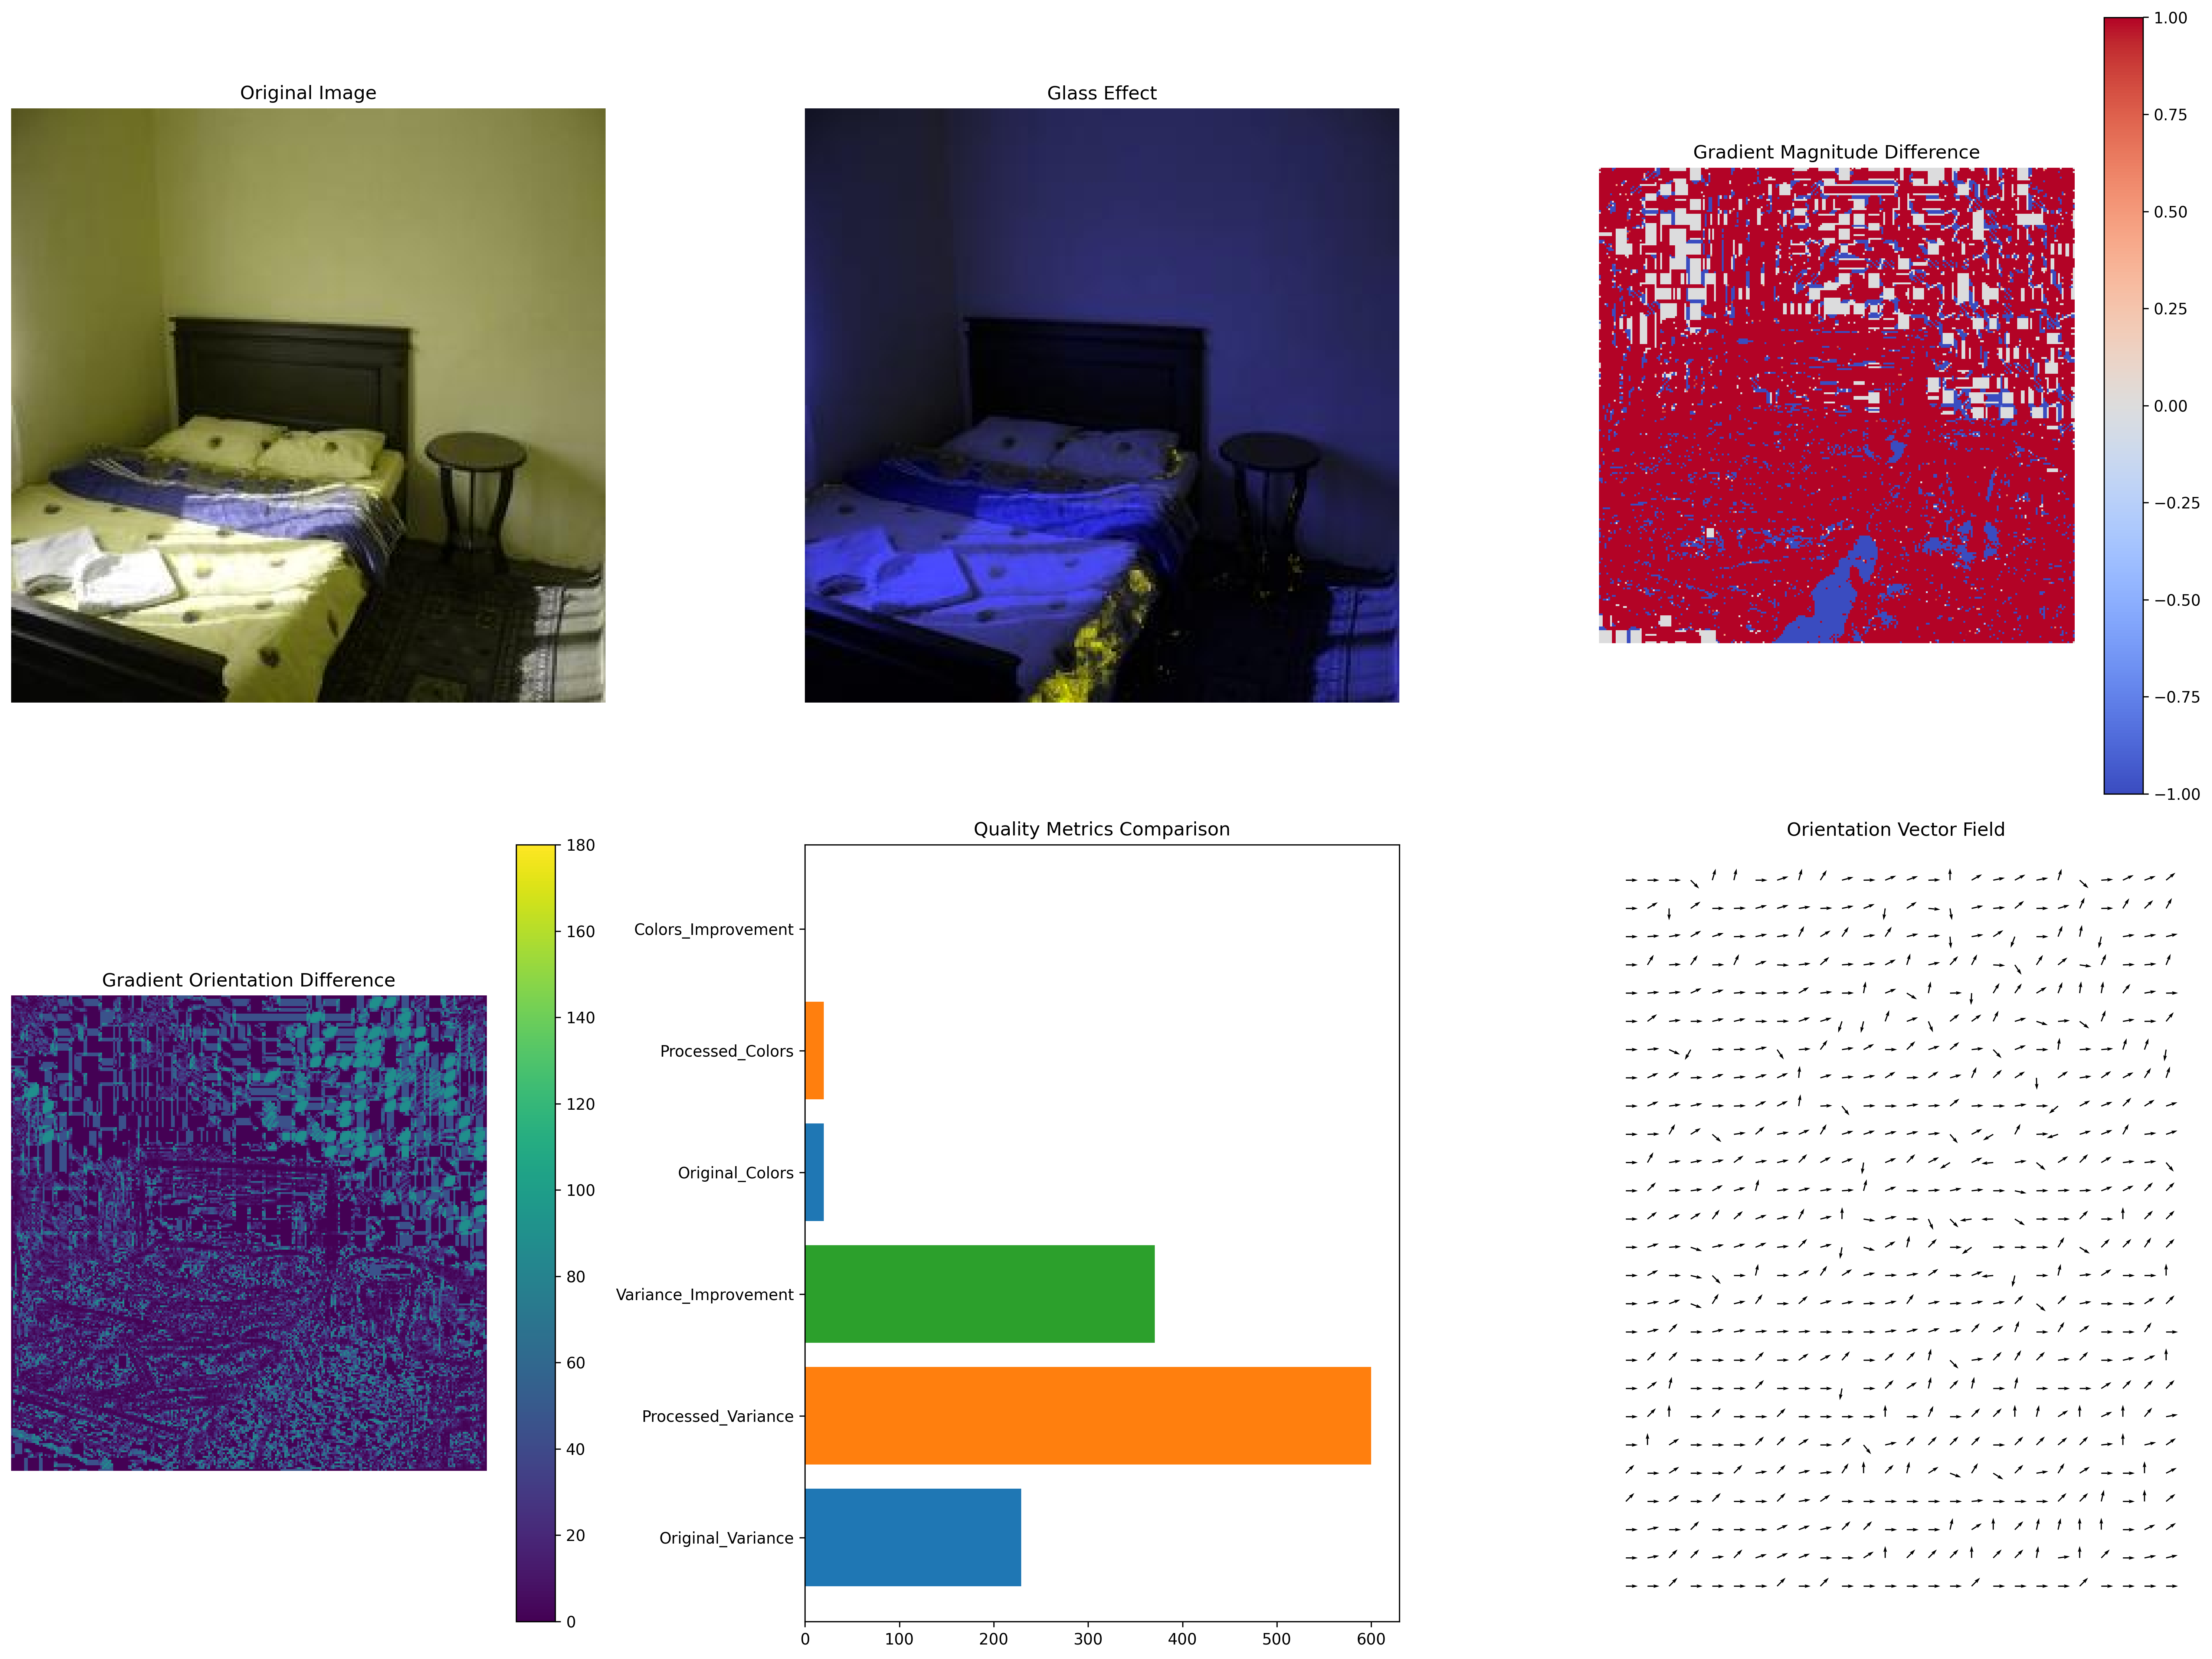 Original Image
Glass Effect
Gradient Magnitude Difference
1.00
0.75
0.50
0.25
0.00
−0.25
−0.50
−0.75
−1.00
Gradient Orientation Difference
180
160
140
120
100
80
60
40
20
0
Quality Metrics Comparison
Colors_Improvement
Processed_Colors
Original_Colors
Variance_Improvement
Processed_Variance
Original_Variance
0 100 200 300 400 500 600
Orientation Vector Field